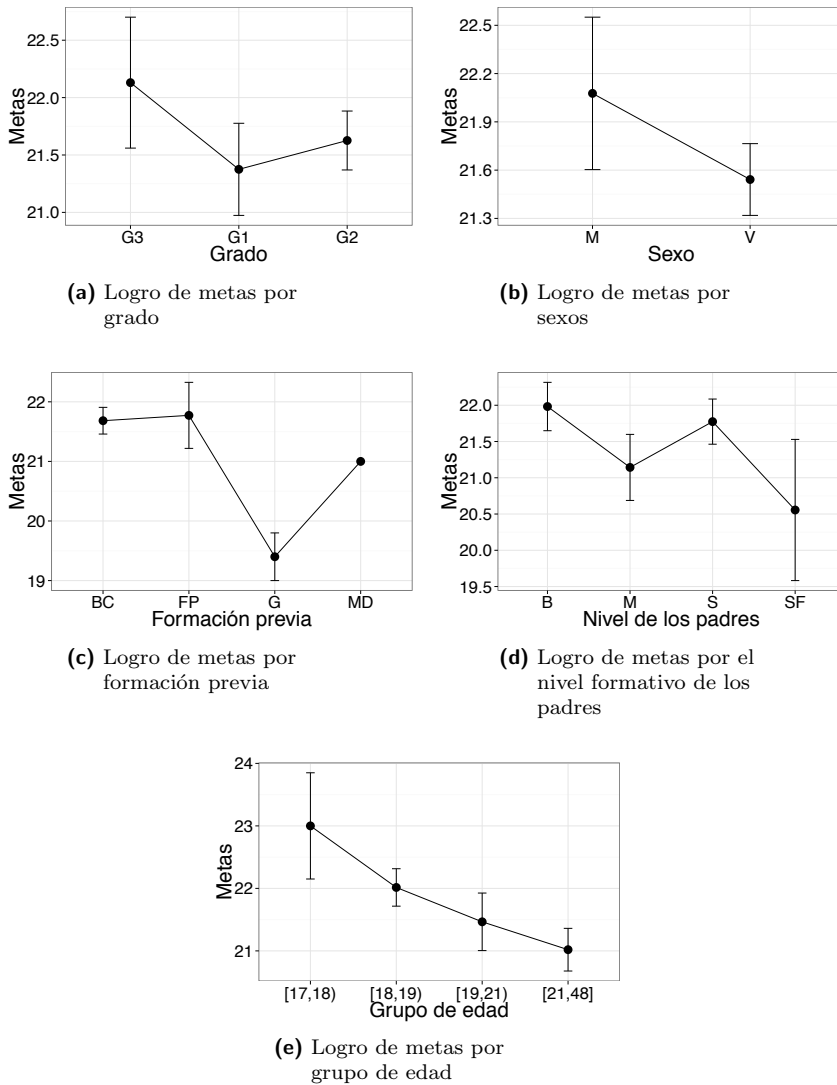 Metas
22.5
22.0
21.5
21.0
G3 G1 G2
Grado
(a) Logro de metas por
grado
Metas
22.5
22.0
21.9
21.6
21.3
M V
Sexo
(b) Logro de metas por
sexos
Metas
22
21
20
19
BC FP G MD
Formación previa
(c) Logro de metas por
formación previa
Metas
22.0
21.5
21.0
20.5
20.0
19.5
B M S SF
Nivel de los padres
(d) Logro de metas por el
nivel formativo de los
padres
Metas
24
23
22
21
[17,18) [18,19) [19,21) [21,48]
Grupo de edad
(e) Logro de metas por
grupo de edad